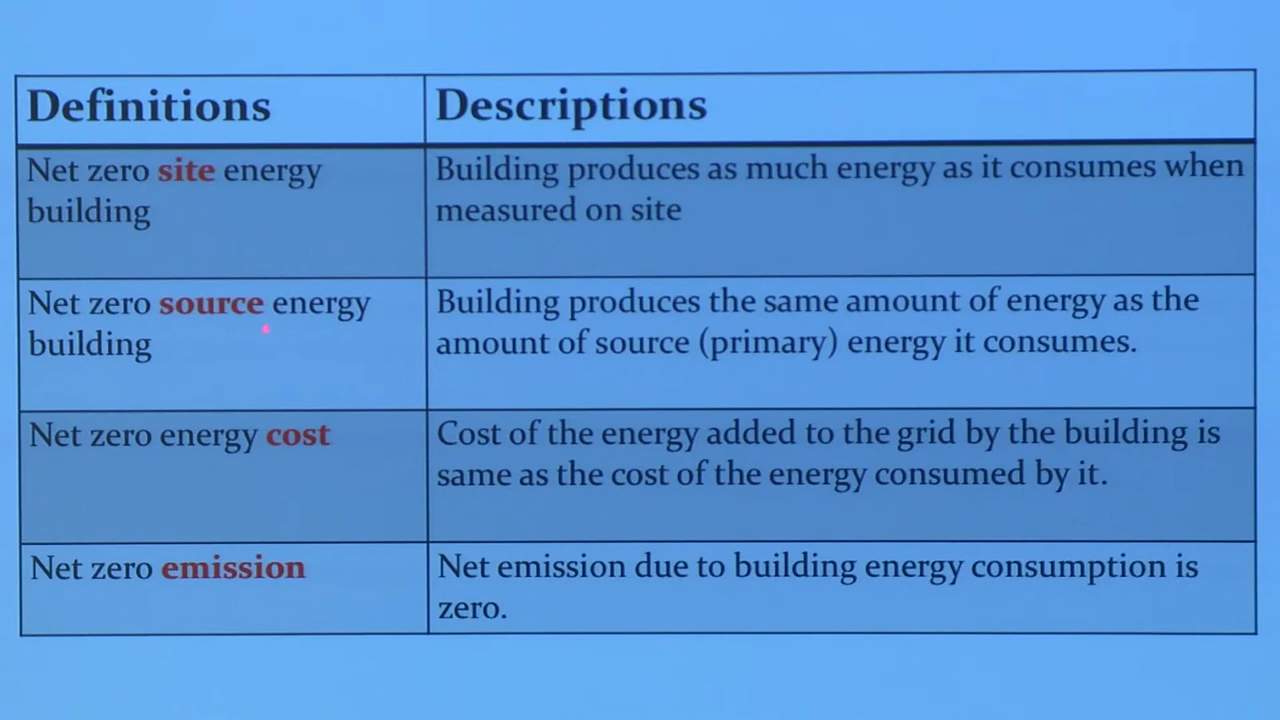 Definitions
Descriptions
Net zero site energy
building
Building produces as much energy as it consumes when
measured on site
Net zero source energy
building
Building produces the same amount of energy as the
amount of source (primary) energy it consumes.
Net zero energy cost
Cost of the energy added to the grid by the building is
same as the cost of the energy consumed by it.
Net zero emission
Net emission due to building energy consumption is
zero.